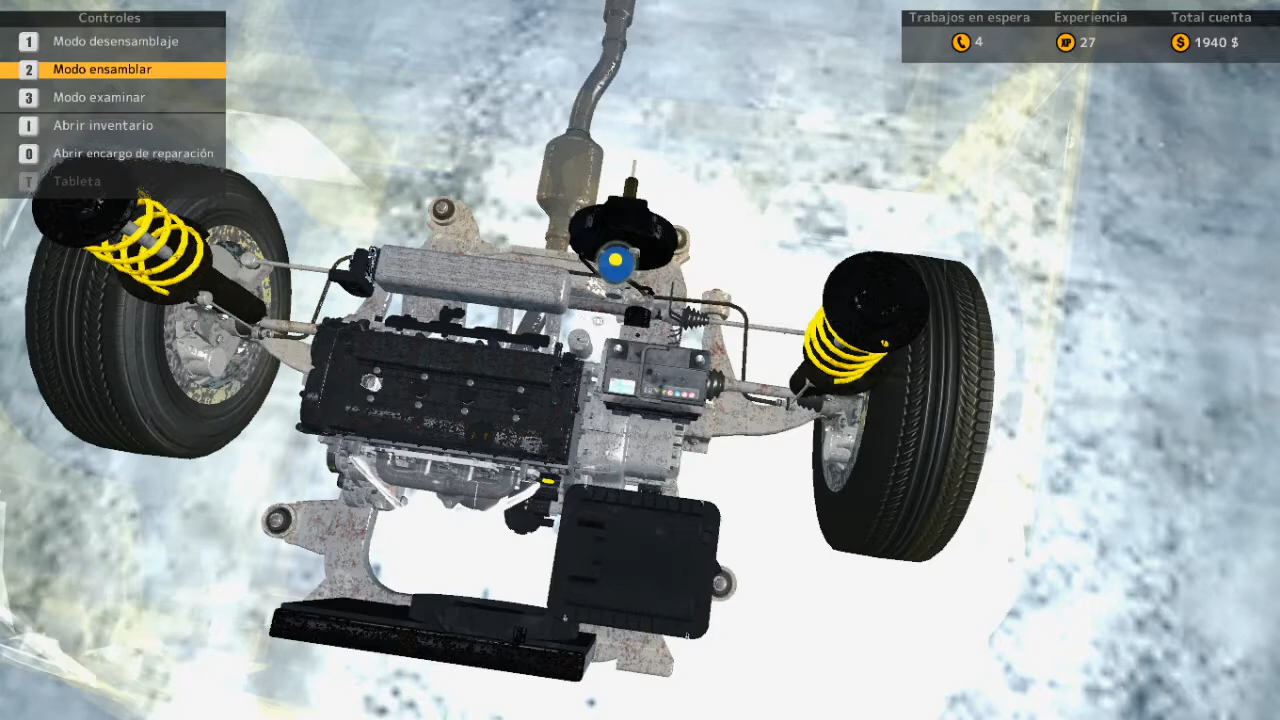 Controles
1 Modo desensamblaje
2 Modo ensamblar
3 Modo examinar
I Abrir inventario
O Abrir encargo de reparación
T Tableta
Trabajos en espera Experiencia Total cuenta
4 XP 27 $ 1940 $